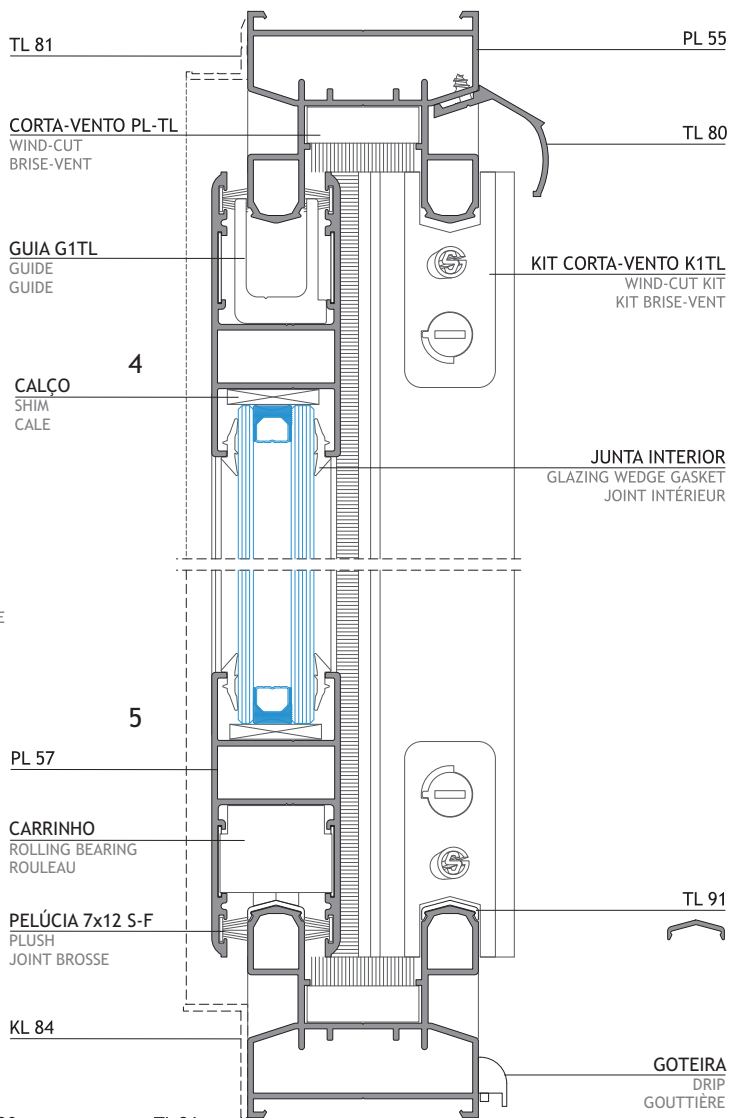 TL 81
PL 55
CORTA-VENTO PL-TL
WIND-CUT
BRISE-VENT
TL 80
GUIA G1TL
GUIDE
GUIDE
KIT CORTA-VENTO K1TL
WIND-CUT KIT
KIT BRISE-VENT
4
CALÇO
SHIM
CALE
JUNTA INTERIOR
GLAZING WEDGE GASKET
JOINT INTÉRIEUR
5
PL 57
CARRINHO
ROLLING BEARING
ROULEAU
PELÚCIA 7x12 S-F
PLUSH
JOINT BROSSE
TL 91
KL 84
GOTEIRA
DRIP
GOUTTIÈRE